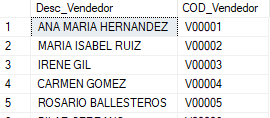 Desc_Vendedor COD_Vendedor
1 ANA MARIA HERNANDEZ V00001
2 MARIA ISABEL RUIZ V00002
3 IRENE GIL V00003
4 CARMEN GOMEZ V00004
5 ROSARIO BALLESTEROS V00005